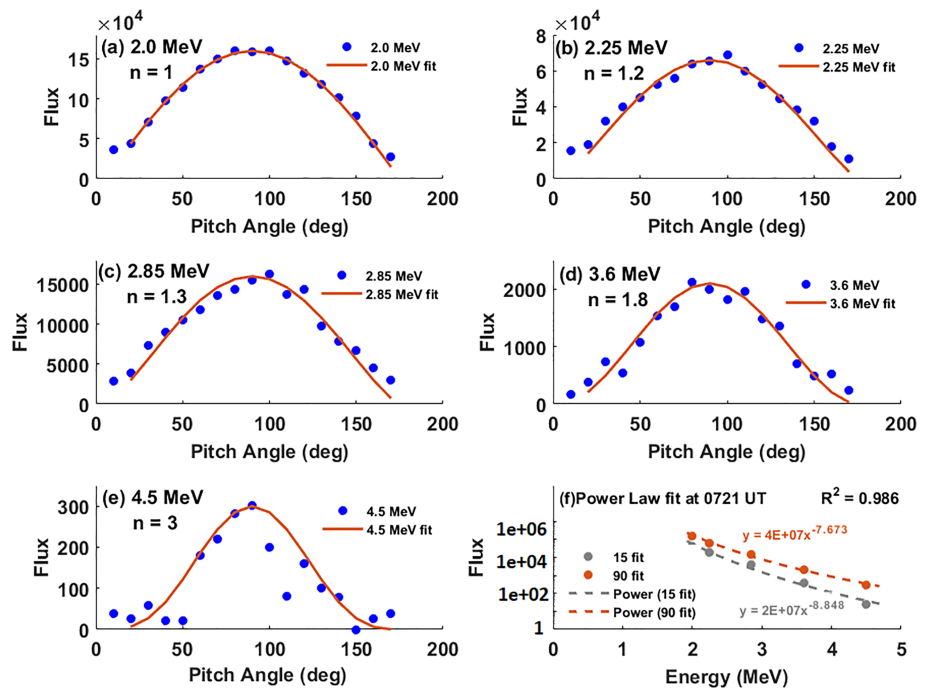 ×10⁴
(a) 2.0 MeV
n = 1
2.0 MeV
2.0 MeV fit
15
10
5
0
Flux
0 50 100 150 200
Pitch Angle (deg)
×10⁴
(b) 2.25 MeV
n = 1.2
2.25 MeV
2.25 MeV fit
8
6
4
2
0
Flux
0 50 100 150 200
Pitch Angle (deg)
(c) 2.85 MeV
n = 1.3
2.85 MeV
2.85 MeV fit
15000
10000
5000
0
Flux
0 50 100 150 200
Pitch Angle (deg)
(d) 3.6 MeV
n = 1.8
3.6 MeV
3.6 MeV fit
2000
1000
0
Flux
0 50 100 150 200
Pitch Angle (deg)
(e) 4.5 MeV
n = 3
4.5 MeV
4.5 MeV fit
300
200
100
0
Flux
0 50 100 150 200
Pitch Angle (deg)
(f)Power Law fit at 0721 UT R² = 0.986
y = 4E+07x^-7.673
15 fit
90 fit
Power (15 fit)
Power (90 fit)
y = 2E+07x^-8.848
1e+06
1e+04
1e+02
1
Flux
0 1 2 3 4 5
Energy (MeV)